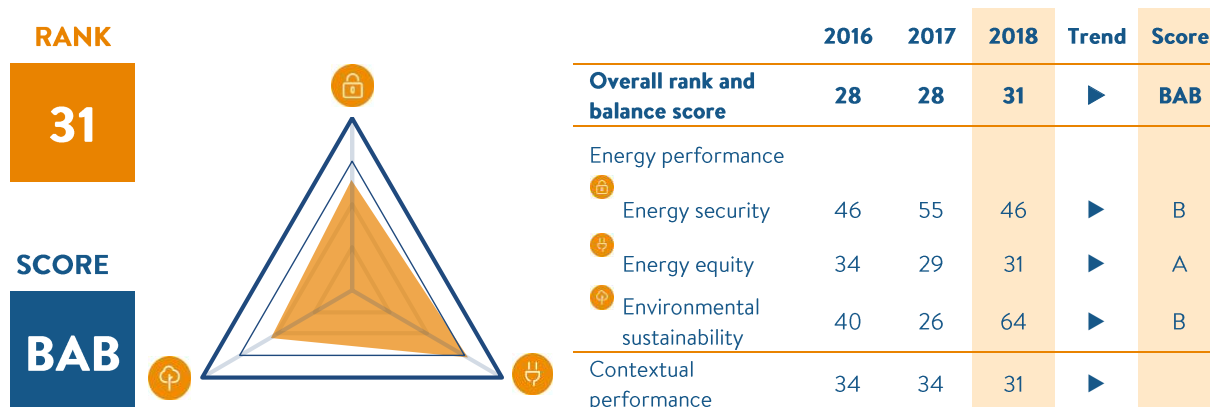 RANK
31
SCORE
BAB
2016 2017 2018 Trend Score
Overall rank and
balance score 28 28 31 BAB
Energy performance
Energy security 46 55 46 B
Energy equity 34 29 31 A
Environmental
sustainability 40 26 64 B
Contextual
performance 34 34 31